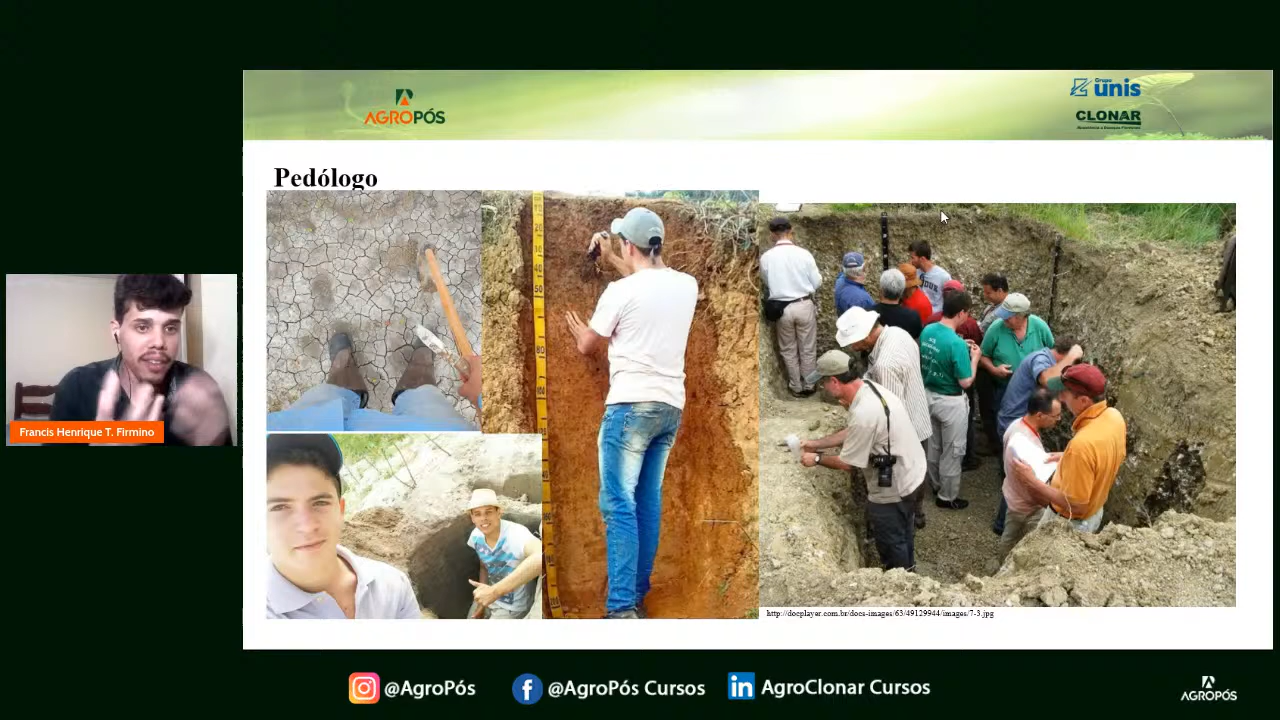 AGROPÓS
Grupo
unis
CLONAR
Pedólogo
Francis Henrique T. Firmino
http://docplayer.com.br/docs-images/63/49129944/images/7-3.jpg
@AgroPós
@AgroPós Cursos
in AgroClonar Cursos
AGROPÓS